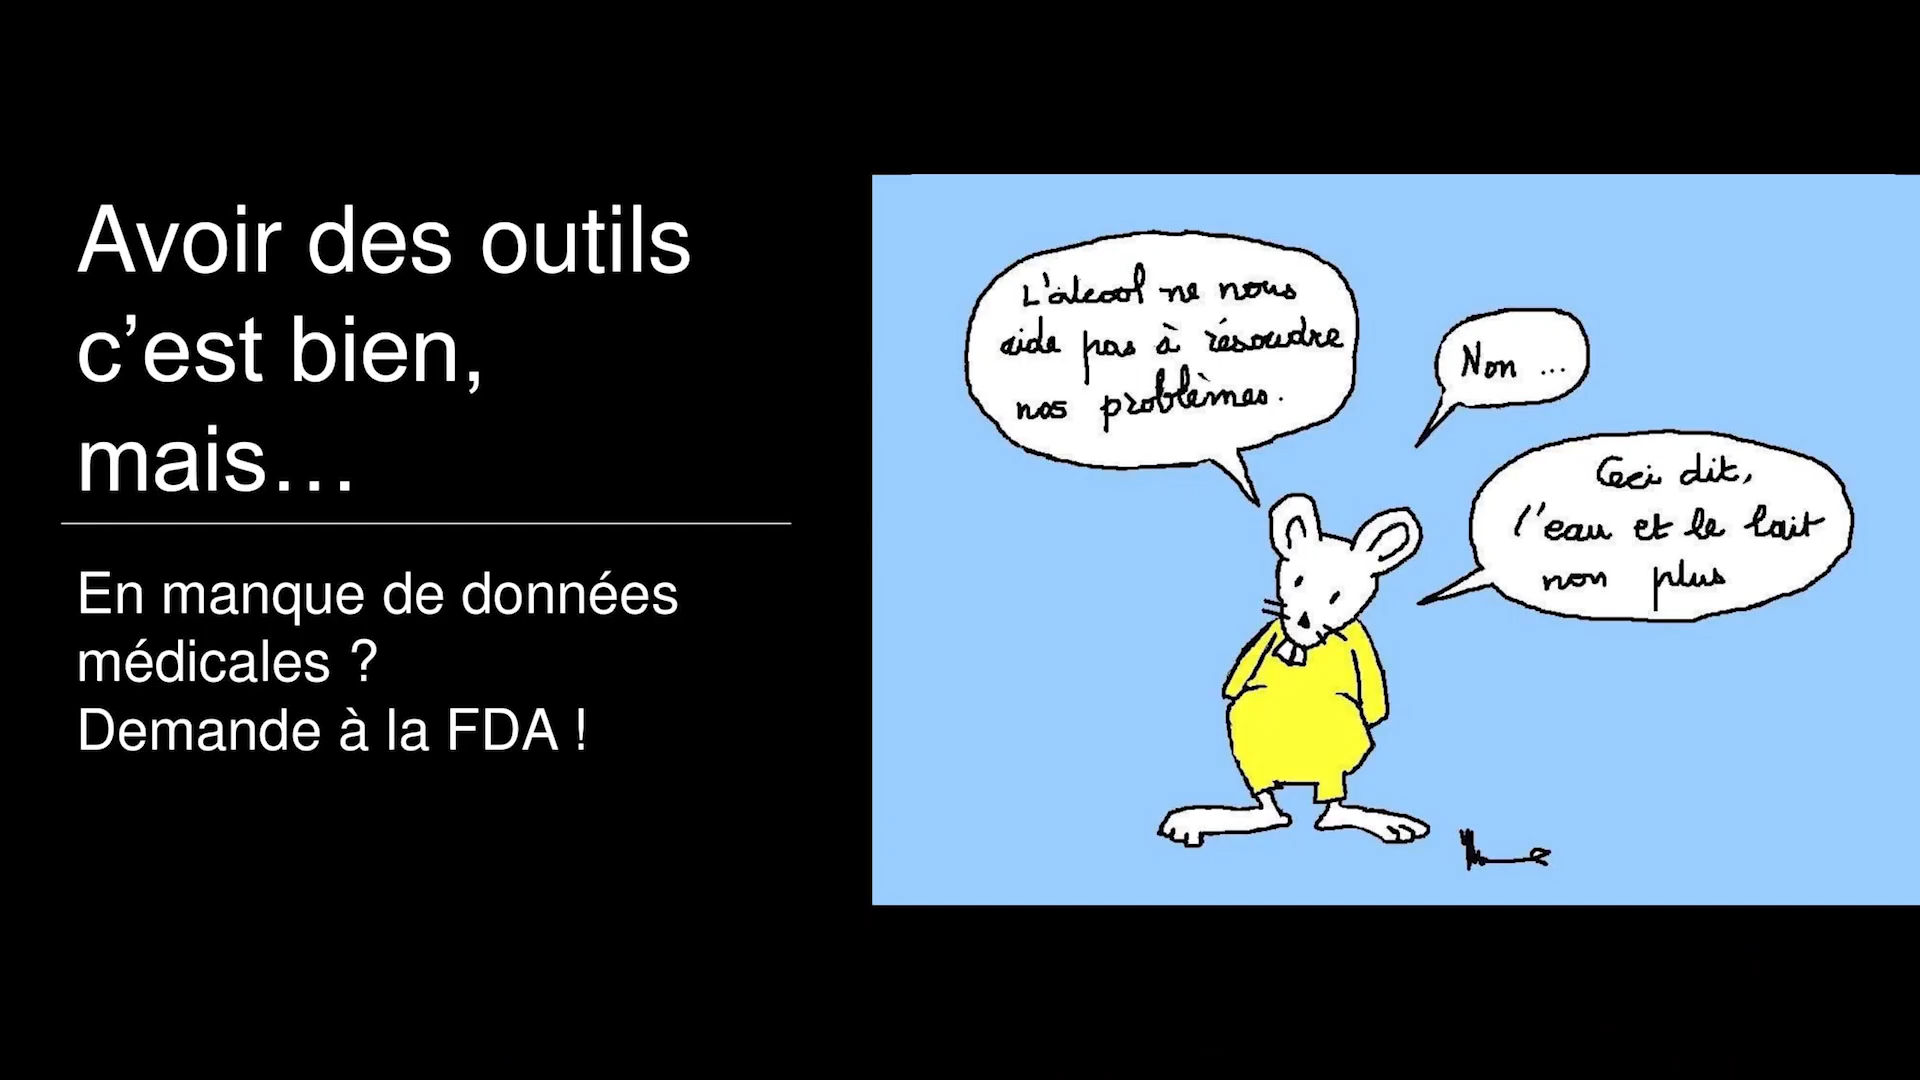 Avoir des outils
c’est bien,
mais…
En manque de données
médicales ?
Demande à la FDA !
L'alcool ne nous
aide pas à résoudre
nos problèmes.
Non ...
Ceci dit,
l'eau et le lait
non plus